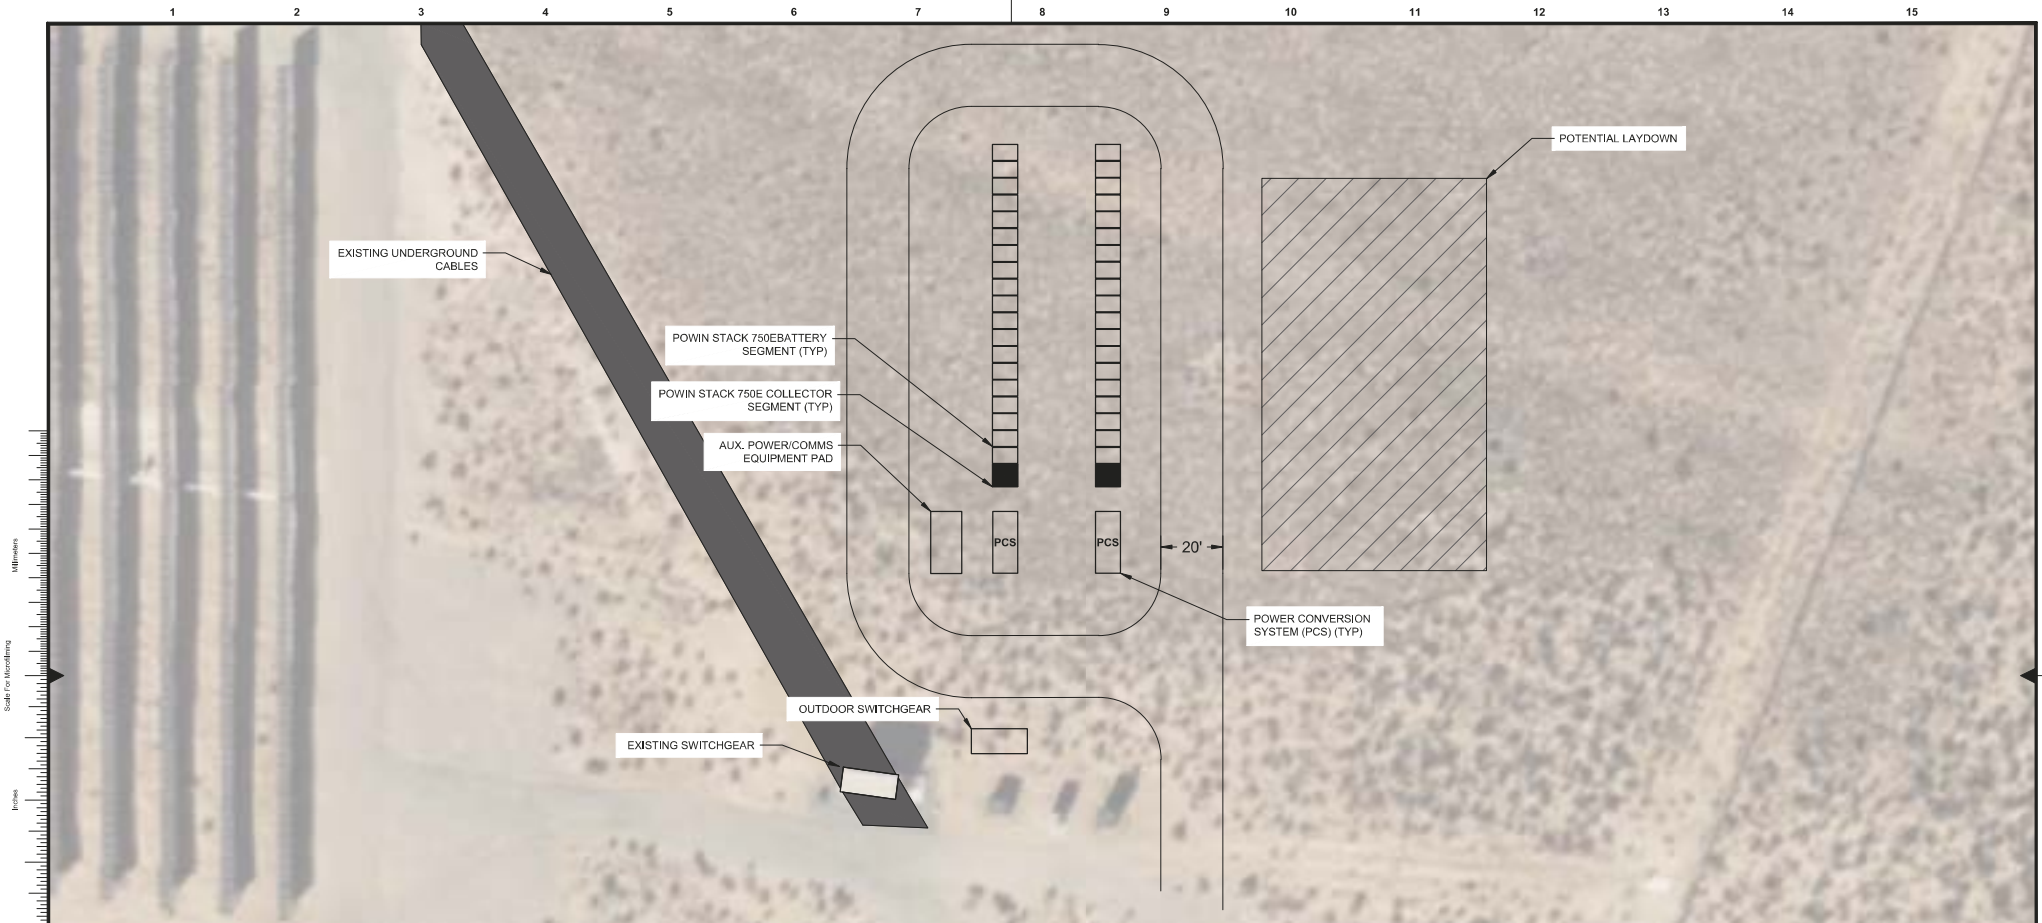 1 2 3 4 5 6 7 8 9 10 11 12 13 14 15
POTENTIAL LAYDOWN
EXISTING UNDERGROUND
CABLES
POWIN STACK 750EBATTERY
SEGMENT (TYP)
POWIN STACK 750E COLLECTOR
SEGMENT (TYP)
AUX. POWER/COMMS
EQUIPMENT PAD
PCS PCS
20'
POWER CONVERSION
SYSTEM (PCS) (TYP)
OUTDOOR SWITCHGEAR
EXISTING SWITCHGEAR
Millimeters
Scale For Microfilming
Inches